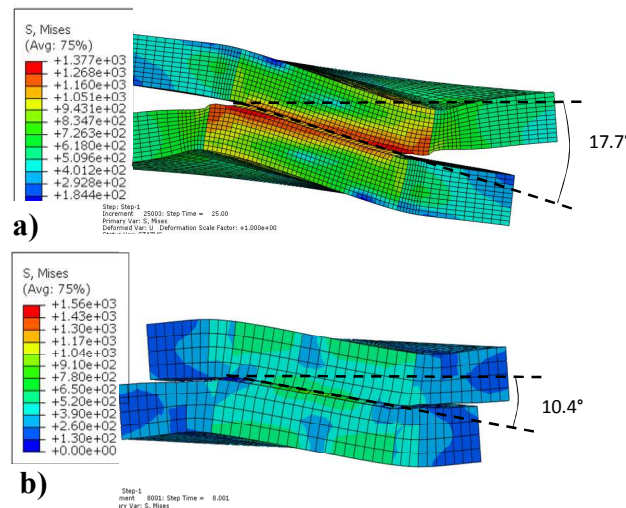 S, Mises
(Avg: 75%)
+1.377e+03
+1.268e+03
+1.160e+03
+1.051e+03
+9.431e+02
+8.347e+02
+7.263e+02
+6.180e+02
+5.096e+02
+4.012e+02
+2.928e+02
+1.844e+02
17.7°
Step: Step-1
Increment 25003: Step Time = 25.00
Primary Var: S, Mises
Deformed Var: U Deformation Scale Factor: +1.000e+00
a)
S, Mises
(Avg: 75%)
+1.56e+03
+1.43e+03
+1.30e+03
+1.17e+03
+1.04e+03
+9.10e+02
+7.80e+02
+6.50e+02
+5.20e+02
+3.90e+02
+2.60e+02
+1.30e+02
+0.00e+00
10.4°
b)
Step-1
ment 8001: Step Time = 8.001
ary Var: S, Mises